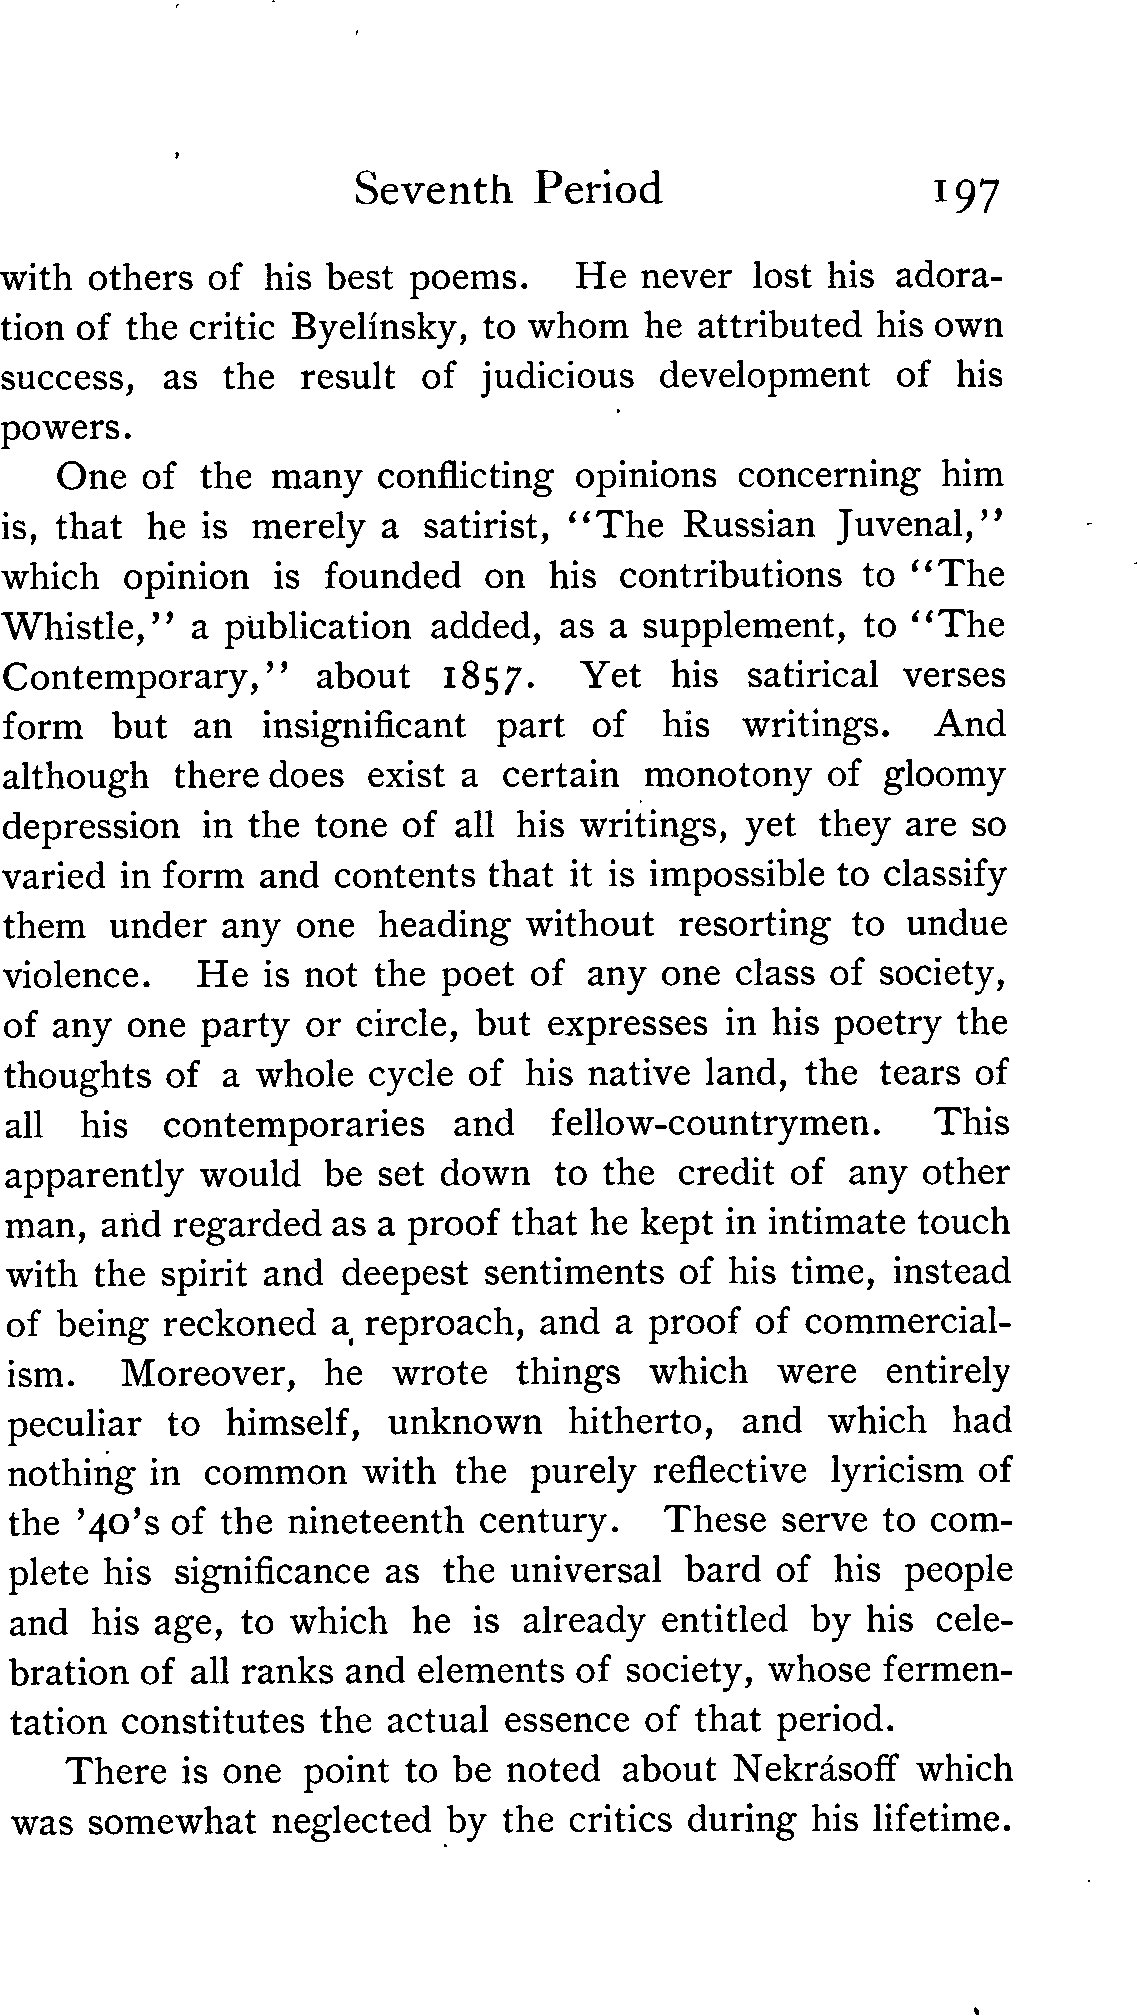 Seventh Period 197
with others of his best poems. He never lost his adora-
tion of the critic Byelínsky, to whom he attributed his own
success, as the result of judicious development of his
powers.
One of the many conflicting opinions concerning him
is, that he is merely a satirist, “The Russian Juvenal,”
which opinion is founded on his contributions to “The
Whistle,” a publication added, as a supplement, to “The
Contemporary,” about 1857. Yet his satirical verses
form but an insignificant part of his writings. And
although there does exist a certain monotony of gloomy
depression in the tone of all his writings, yet they are so
varied in form and contents that it is impossible to classify
them under any one heading without resorting to undue
violence. He is not the poet of any one class of society,
of any one party or circle, but expresses in his poetry the
thoughts of a whole cycle of his native land, the tears of
all his contemporaries and fellow-countrymen. This
apparently would be set down to the credit of any other
man, and regarded as a proof that he kept in intimate touch
with the spirit and deepest sentiments of his time, instead
of being reckoned a reproach, and a proof of commercial-
ism. Moreover, he wrote things which were entirely
peculiar to himself, unknown hitherto, and which had
nothing in common with the purely reflective lyricism of
the ’40’s of the nineteenth century. These serve to com-
plete his significance as the universal bard of his people
and his age, to which he is already entitled by his cele-
bration of all ranks and elements of society, whose fermen-
tation constitutes the actual essence of that period.
There is one point to be noted about Nekrásoff which
was somewhat neglected by the critics during his lifetime.